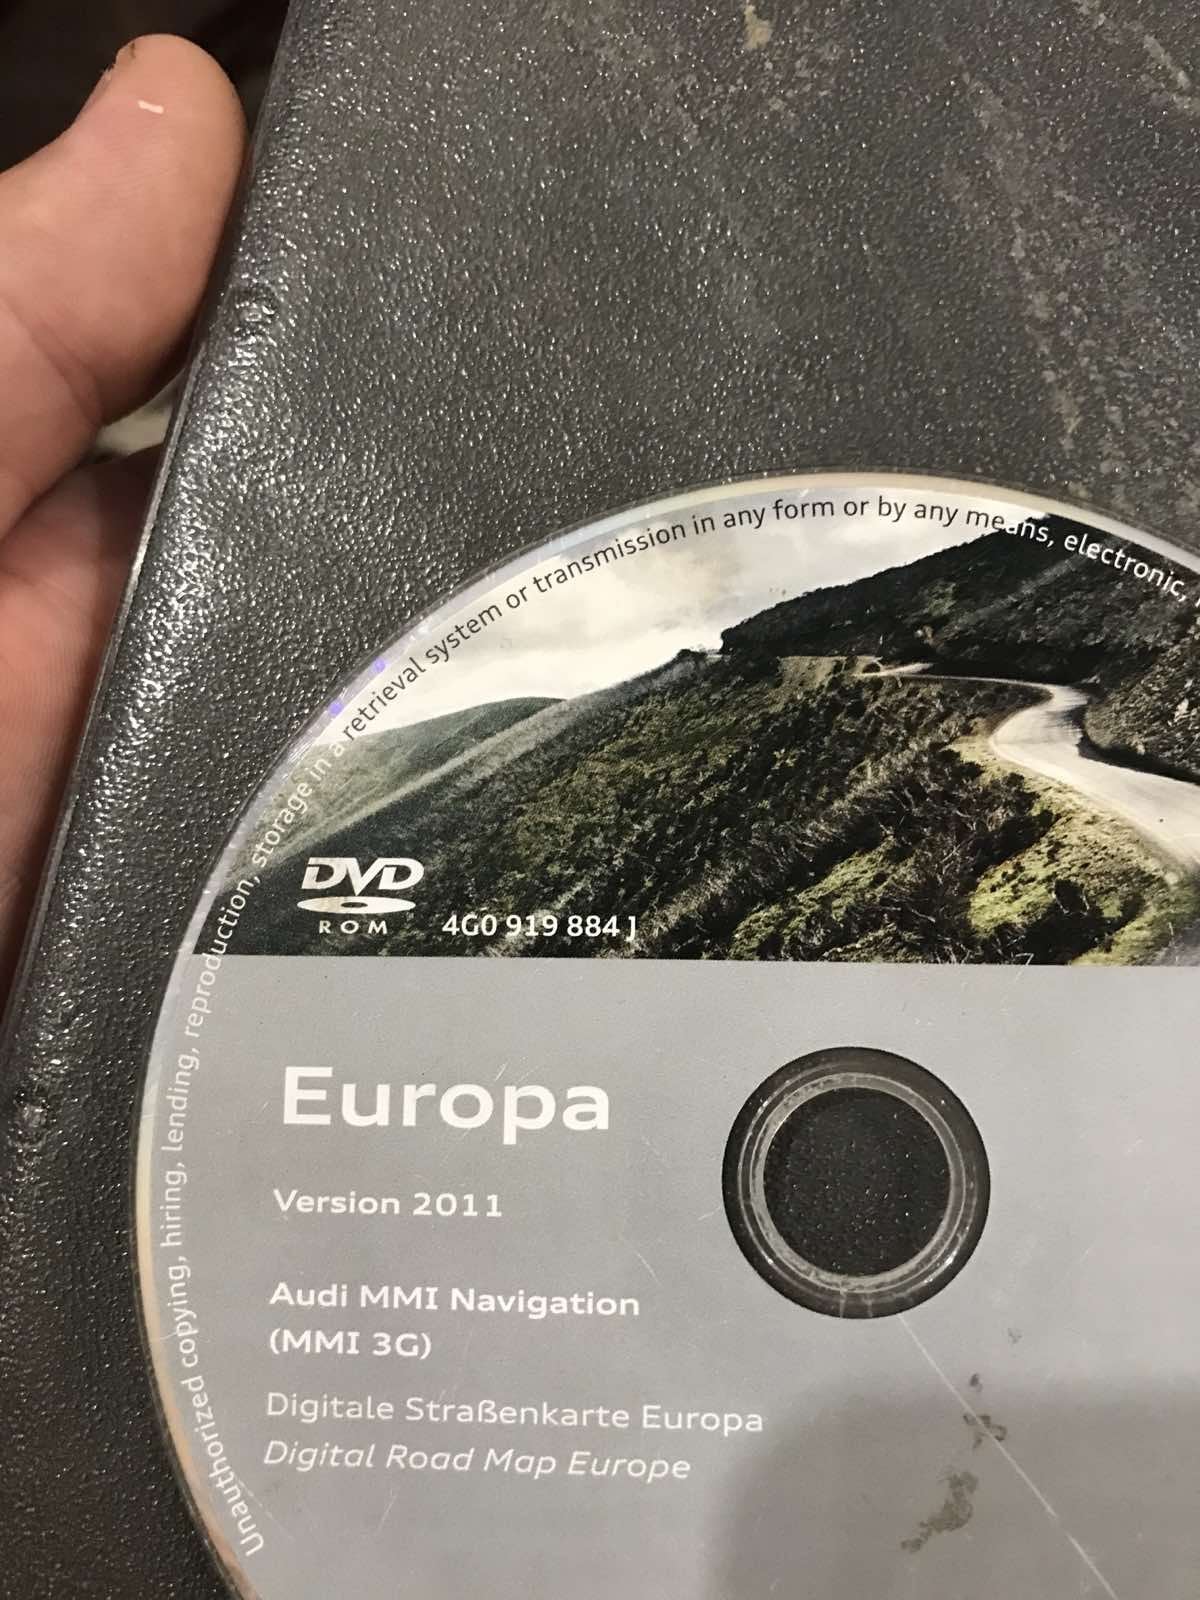 Unauthorized copying, hiring, lending, reproduction, storage in a retrieval system or transmission in any form or by any means, electronic,
DVD
ROM
4G0 919 884 J
Europa
Version 2011
Audi MMI Navigation
(MMI 3G)
Digitale Straßenkarte Europa
Digital Road Map Europe